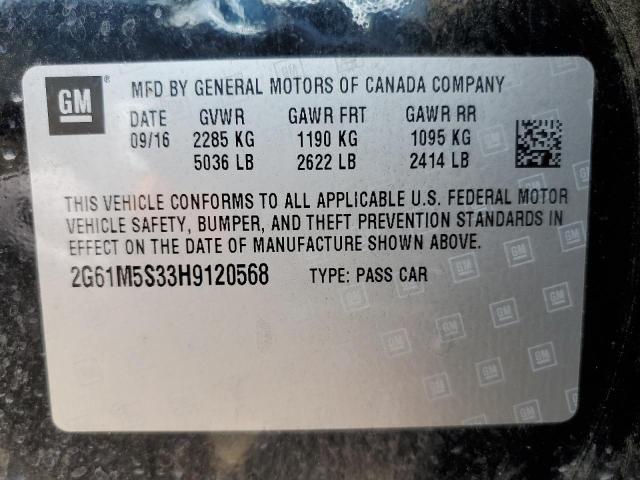 GM ® MFD BY GENERAL MOTORS OF CANADA COMPANY
DATE GVWR GAWR FRT GAWR RR
09/16 2285 KG 1190 KG 1095 KG
5036 LB 2622 LB 2414 LB
THIS VEHICLE CONFORMS TO ALL APPLICABLE U.S. FEDERAL MOTOR
VEHICLE SAFETY, BUMPER, AND THEFT PREVENTION STANDARDS IN
EFFECT ON THE DATE OF MANUFACTURE SHOWN ABOVE.
2G61M5S33H9120568 TYPE: PASS CAR